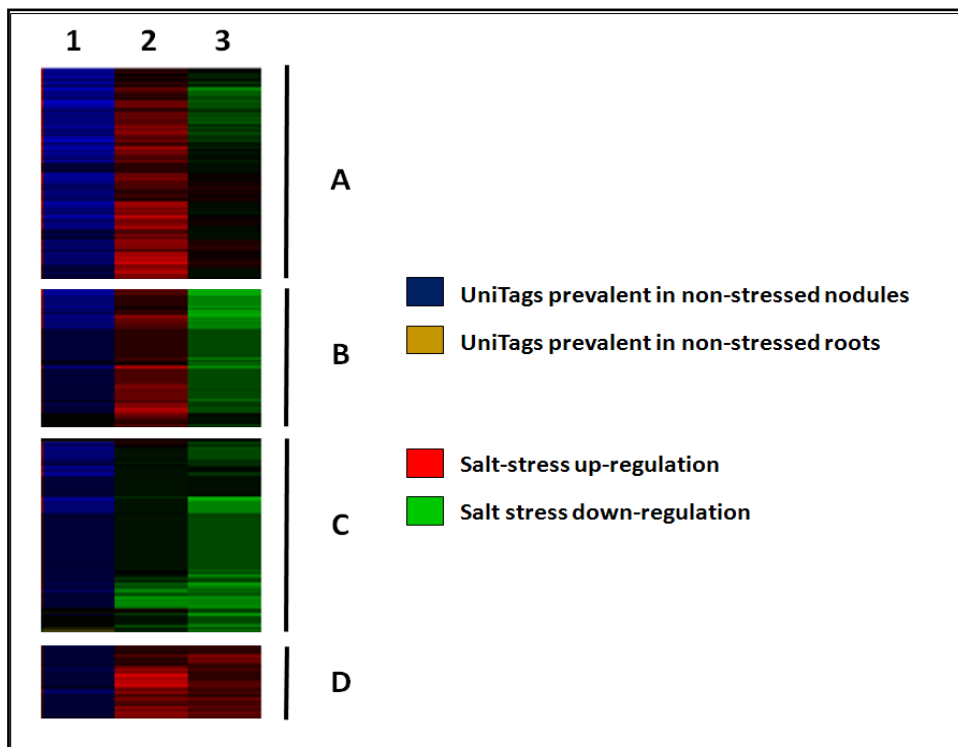 1 2 3
A
UniTags prevalent in non-stressed nodules
B
UniTags prevalent in non-stressed roots
Salt-stress up-regulation
C
Salt stress down-regulation
D